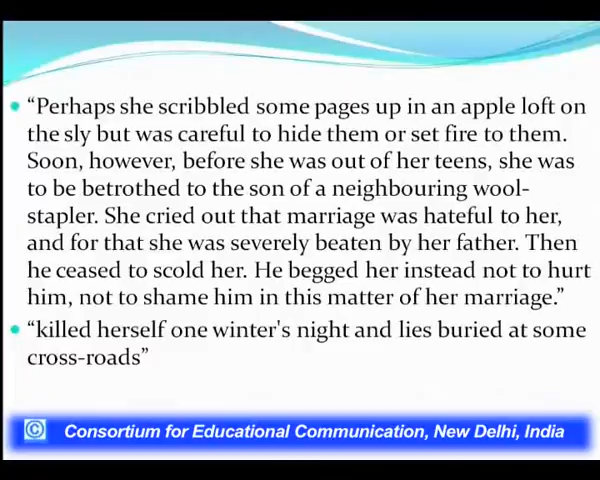 “Perhaps she scribbled some pages up in an apple loft on
the sly but was careful to hide them or set fire to them.
Soon, however, before she was out of her teens, she was
to be betrothed to the son of a neighbouring wool-
stapler. She cried out that marriage was hateful to her,
and for that she was severely beaten by her father. Then
he ceased to scold her. He begged her instead not to hurt
him, not to shame him in this matter of her marriage.”
“killed herself one winter's night and lies buried at some
cross-roads”
© Consortium for Educational Communication, New Delhi, India